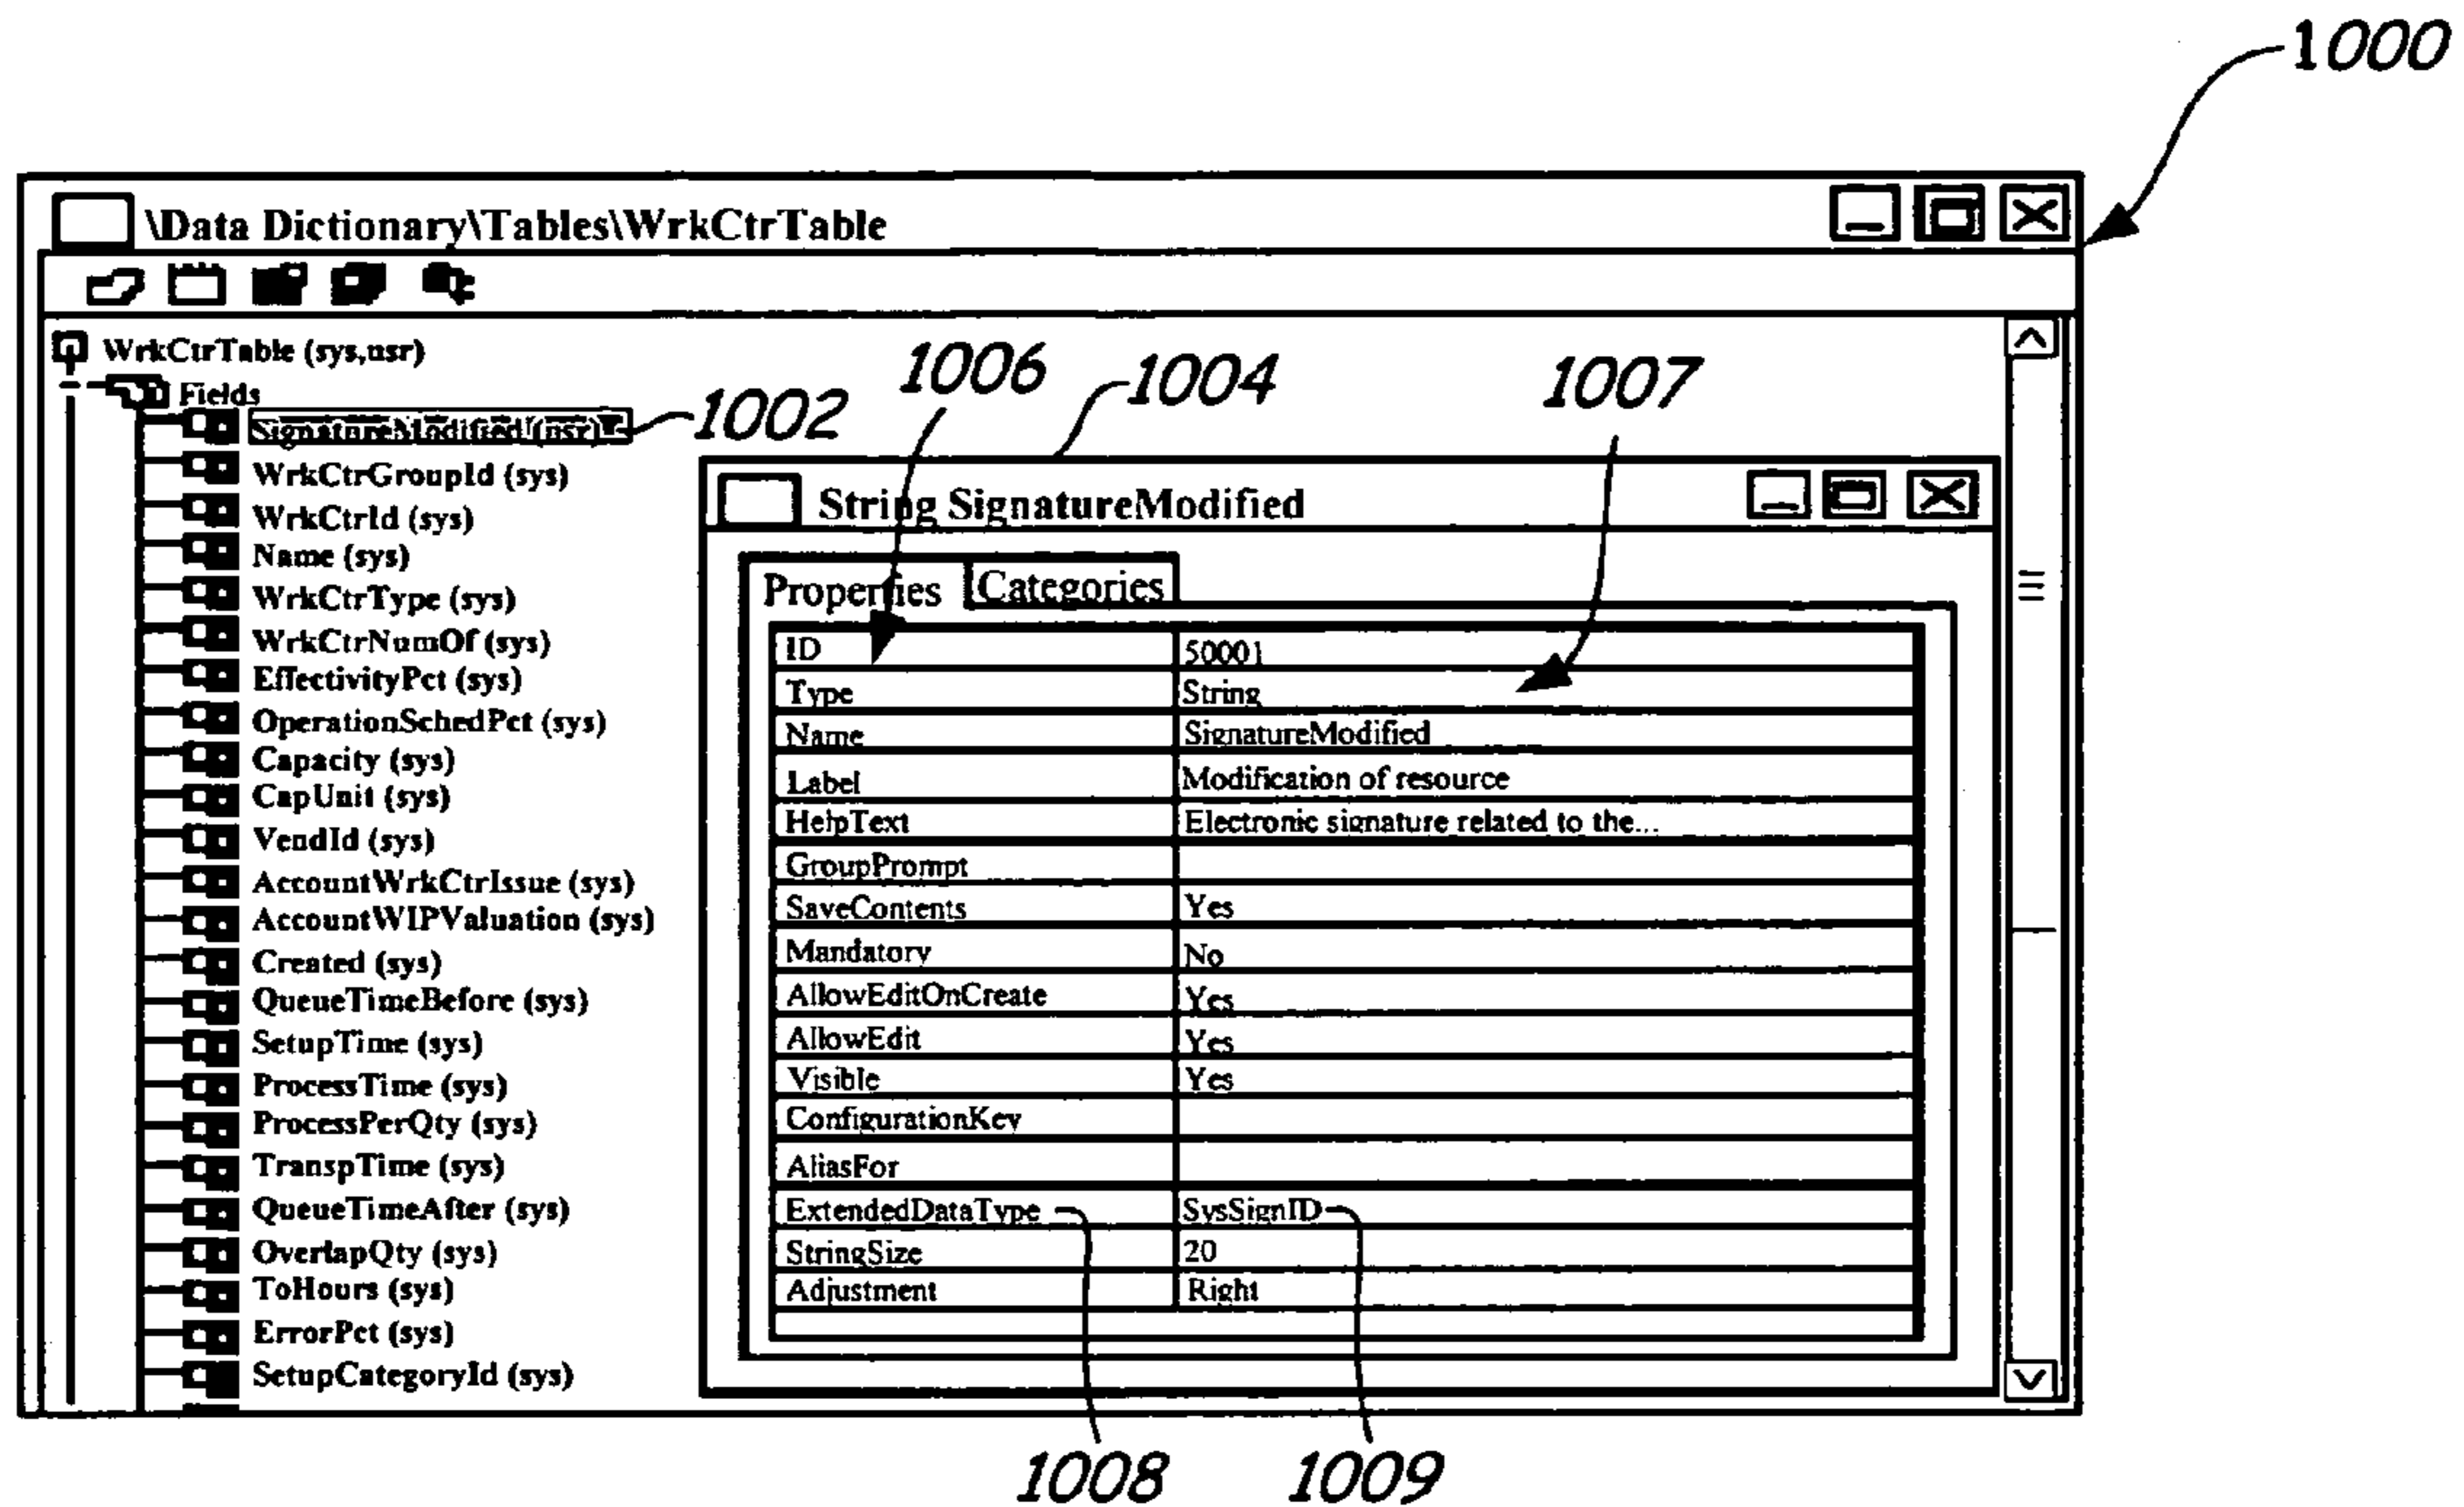 1000
\Data Dictionary\Tables\WrkCtrTable
WrkCtrTable (sys,usr)
Fields
SignatureModified (usr)
WrkCtrGroupId (sys)
WrkCtrId (sys)
Name (sys)
WrkCtrType (sys)
WrkCtrNumOf (sys)
EffectivityPct (sys)
OperationSchedPct (sys)
Capacity (sys)
CapUnit (sys)
VendId (sys)
AccountWrkCtrIssue (sys)
AccountWIPValuation (sys)
Created (sys)
QueueTimeBefore (sys)
SetupTime (sys)
ProcessTime (sys)
ProcessPerQty (sys)
TranspTime (sys)
QueueTimeAfter (sys)
OverlapQty (sys)
ToHours (sys)
ErrorPct (sys)
SetupCategoryId (sys)
1002
1006
1004
1007
String SignatureModified
Properties Categories
ID 50001
Type String
Name SignatureModified
Label Modification of resource
HelpText Electronic signature related to the...
GroupPrompt
SaveContents Yes
Mandatory No
AllowEditOnCreate Yes
AllowEdit Yes
Visible Yes
ConfigurationKey
AliasFor
ExtendedDataType SysSignID
StringSize 20
Adjustment Right
1008
1009